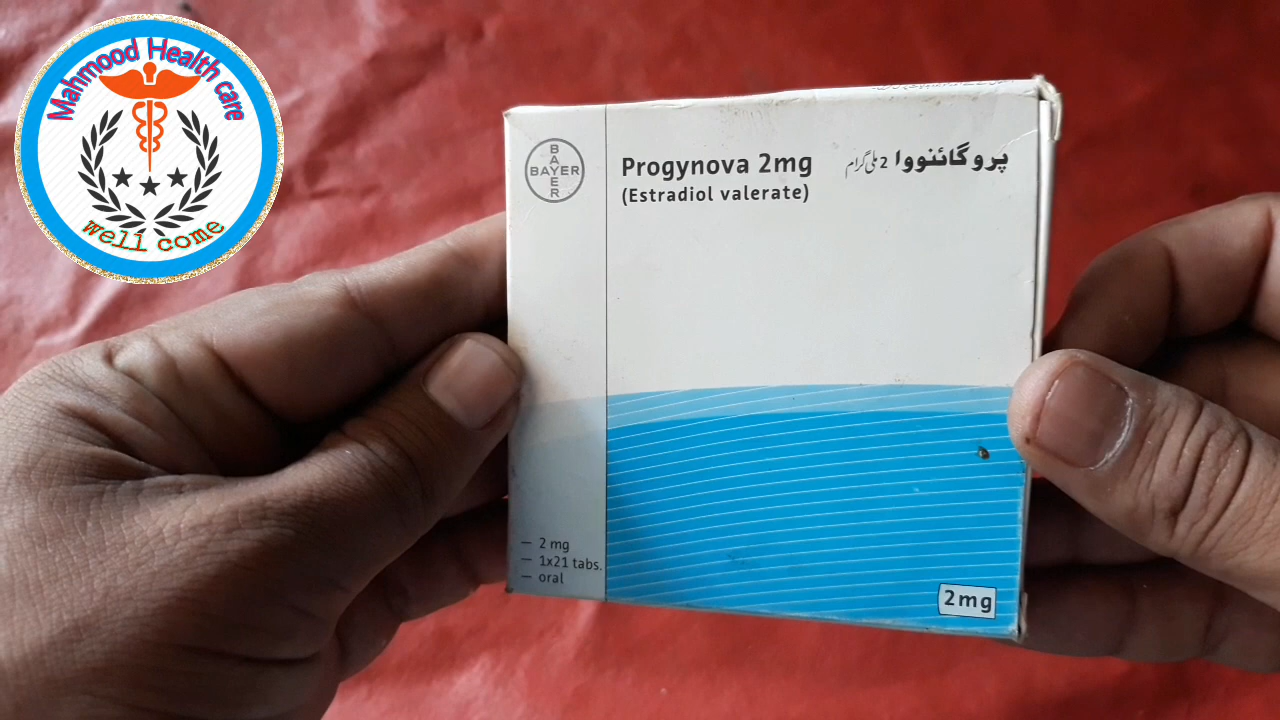 Mahmood Health care
well come
BAYER
BAYER
Progynova 2mg
(Estradiol valerate)
پروگائنووا 2 ملی گرام
— 2 mg
— 1x21 tabs.
— oral
2mg